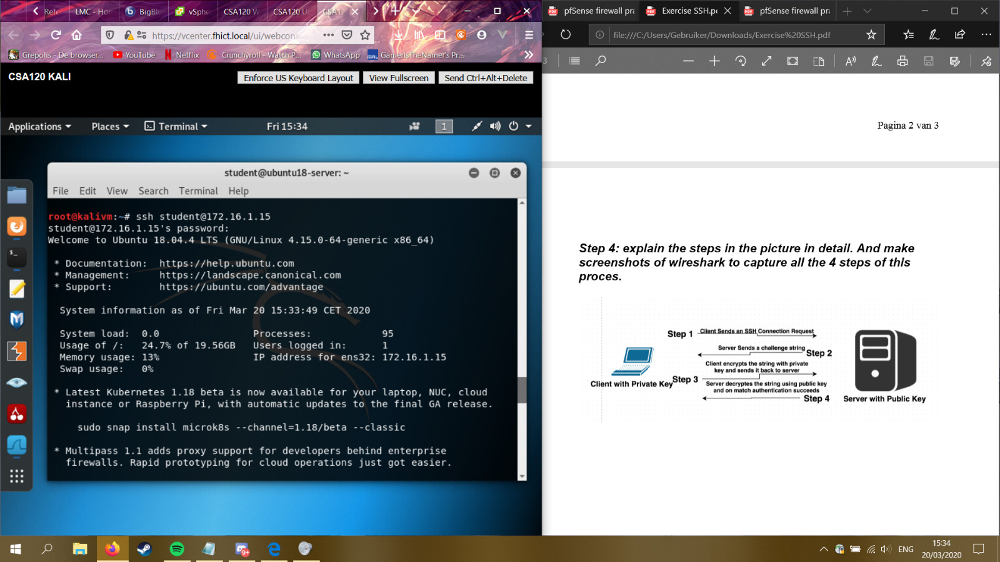 Refe
LMC - Hor
BigBlu
vSphe
CSA120 W
CSA120 U
CSA12
https://vcenter.fhict.local/ui/webcons
Grepolis - De browser...
YouTube
Netflix
Crunchyroll - Watch P...
WhatsApp
GamerIsTheNamer's Pr...
CSA120 KALI
Enforce US Keyboard Layout
View Fullscreen
Send Ctrl+Alt+Delete
Applications
Places
Terminal
Fri 15:34
1
student@ubuntu18-server: ~
File Edit View Search Terminal Help
root@kalivm:~# ssh student@172.16.1.15
student@172.16.1.15's password:
Welcome to Ubuntu 18.04.4 LTS (GNU/Linux 4.15.0-64-generic x86_64)
* Documentation: https://help.ubuntu.com
* Management: https://landscape.canonical.com
* Support: https://ubuntu.com/advantage
System information as of Fri Mar 20 15:33:49 CET 2020
System load: 0.0 Processes: 95
Usage of /: 24.7% of 19.56GB Users logged in: 1
Memory usage: 13% IP address for ens32: 172.16.1.15
Swap usage: 0%
* Latest Kubernetes 1.18 beta is now available for your laptop, NUC, cloud
instance or Raspberry Pi, with automatic updates to the final GA release.
sudo snap install microk8s --channel=1.18/beta --classic
* Multipass 1.1 adds proxy support for developers behind enterprise
firewalls. Rapid prototyping for cloud operations just got easier.
pfSense firewall pra
Exercise SSH.pd
pfSense firewall pra
file:///C:/Users/Gebruiker/Downloads/Exercise%20SSH.pdf
3
Pagina 2 van 3
Step 4: explain the steps in the picture in detail. And make
screenshots of wireshark to capture all the 4 steps of this
proces.
Step 1
Client Sends an SSH Connection Request
Server Sends a challenge string
Step 2
Client encrypts the string with private
key and sends it back to server
Step 3
Server decryptes the string using public key
and on match authentication succeeds
Step 4
Client with Private Key
Server with Public Key
9+
ENG
15:34
20/03/2020